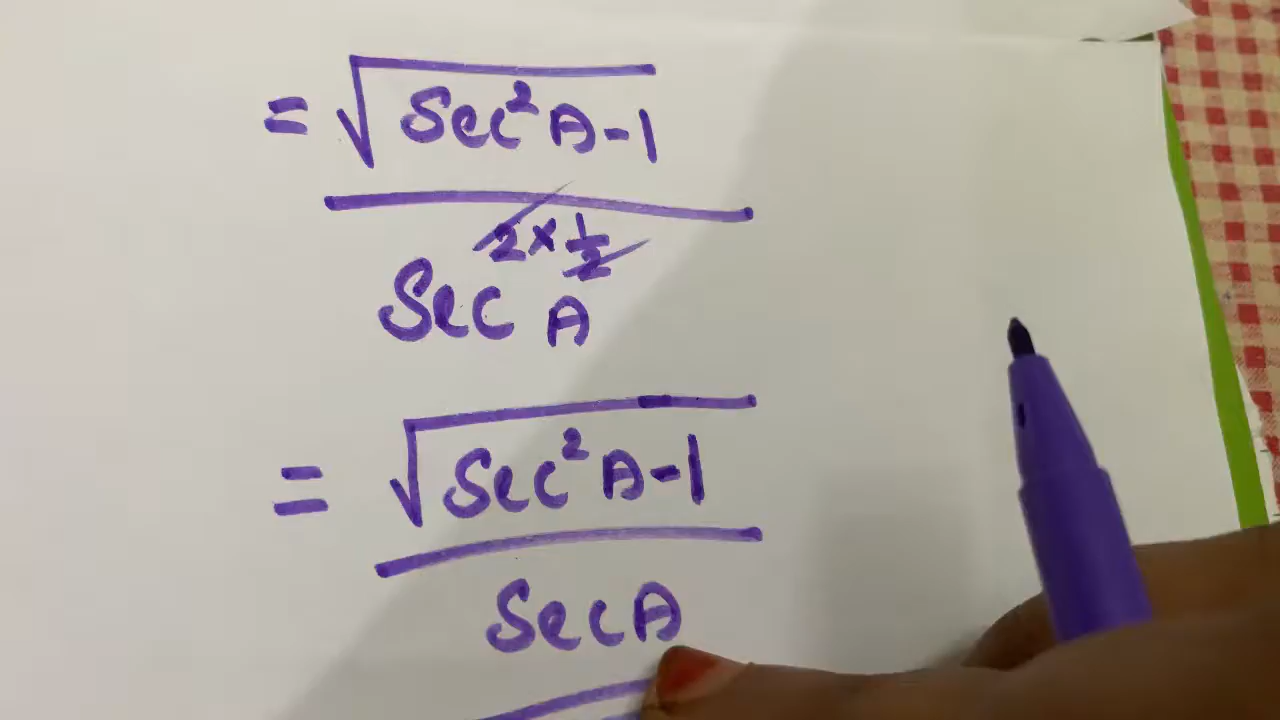 = √Sec²A-1
Sec 2×1/2 A
= √Sec²A-1
SecA